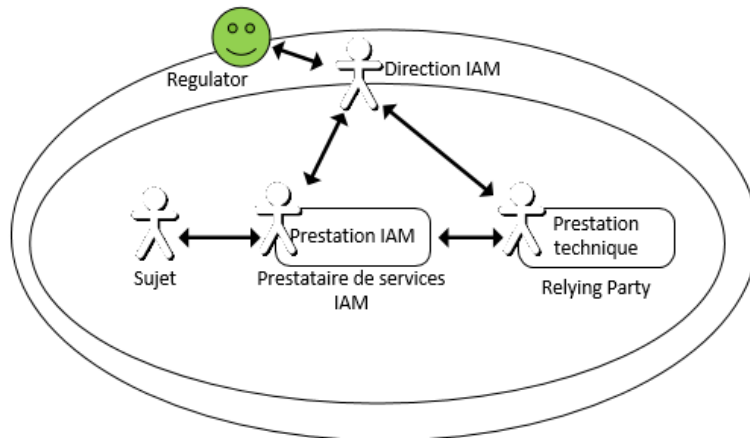 Regulator
Direction IAM
Prestation IAM
Prestation
technique
Sujet
Prestataire de services
IAM
Relying Party